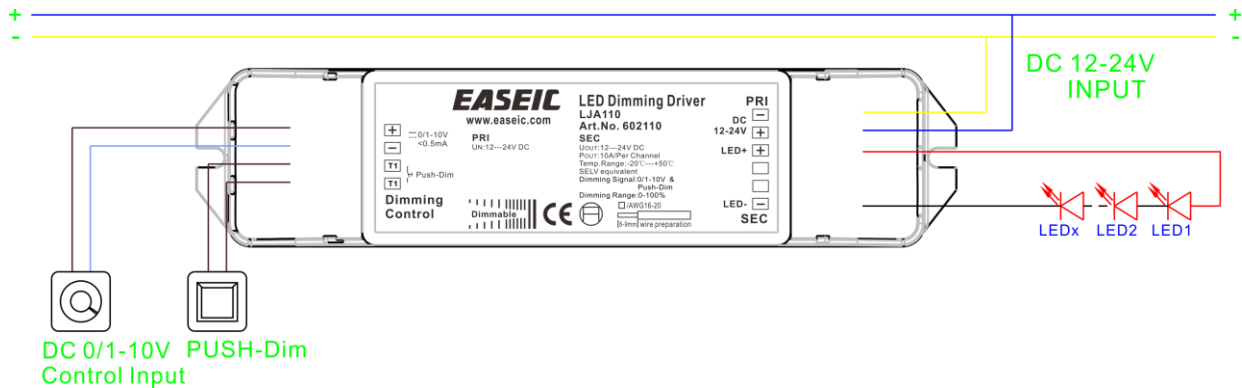 + +
- -
DC 12-24V
INPUT
EASEIC
www.easeic.com
LED Dimming Driver
LJA110
Art.No. 602110
PRI
UN:12---24V DC
SEC
UOUT:12---24V DC
POUT:10A/Per Channel
Temp.Range:-20℃---+50℃
SELV equivalent
Dimming Signal:0/1-10V &
Push-Dim
Dimming Range:0-100%
+ 0/1-10V
- <0.5mA
T1
T1
Push-Dim
Dimming
Control
Dimmable
CE
/AWG16-20
6-9mm wire preparation
PRI
DC -
12-24V +
LED+ +
LED- -
SEC
LEDx LED2 LED1
DC 0/1-10V
Control Input
PUSH-Dim